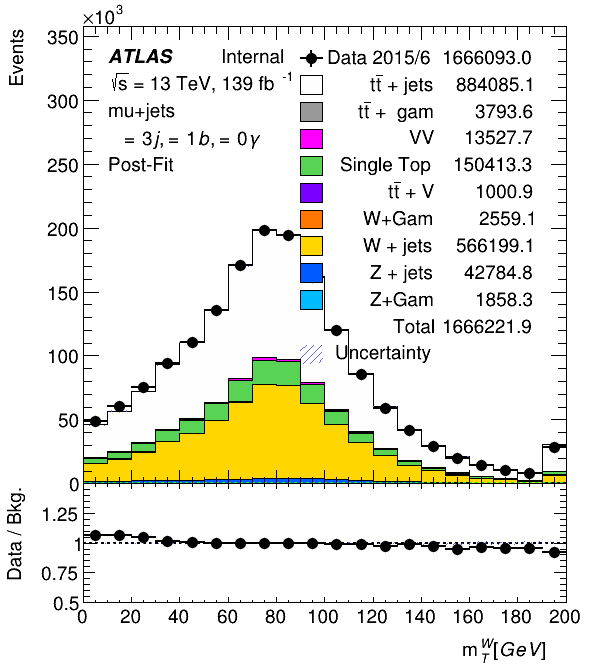 ×10³
Events
350
300
250
200
150
100
50
0
ATLAS Internal
√s = 13 TeV, 139 fb⁻¹
mu+jets
= 3j, = 1b, = 0γ
Post-Fit
Data 2015/6 1666093.0
tt̄ + jets 884085.1
tt̄ + gam 3793.6
VV 13527.7
Single Top 150413.3
tt̄ + V 1000.9
W+Gam 2559.1
W + jets 566199.1
Z + jets 42784.8
Z+Gam 1858.3
Total 1666221.9
Uncertainty
Data / Bkg.
1.25
1
0.75
0.5
0 20 40 60 80 100 120 140 160 180 200
m_T^W[GeV]